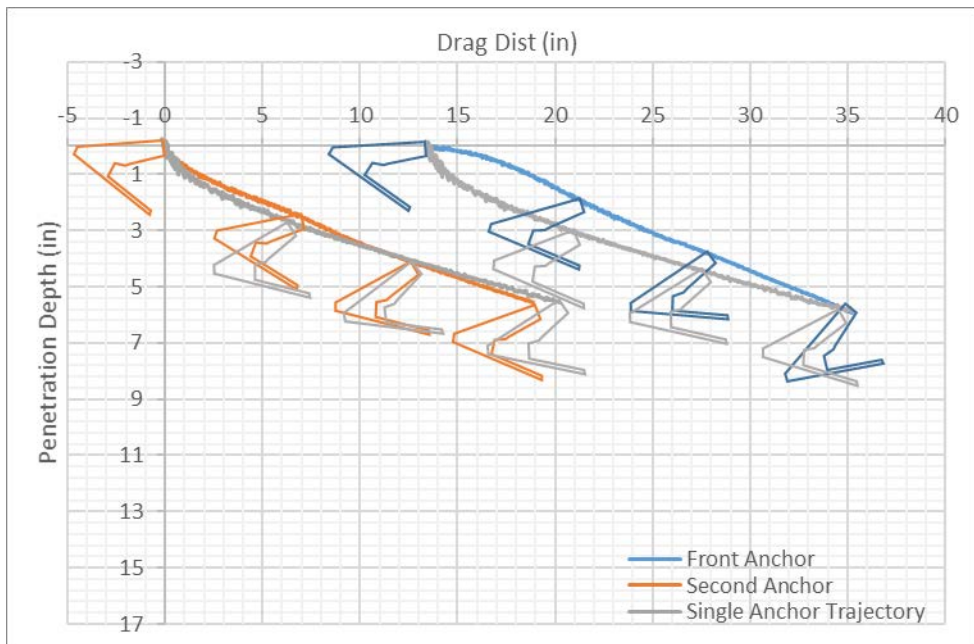 Drag Dist (in)
-3
-1
-5 0 5 10 15 20 25 30 35 40
1
3
5
7
9
11
13
15
17
Penetration Depth (in)
Front Anchor
Second Anchor
Single Anchor Trajectory